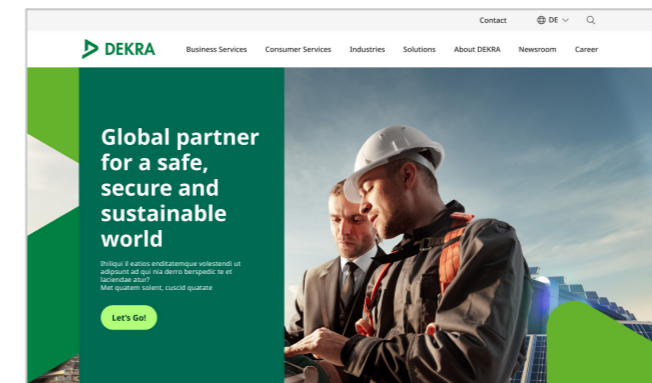 Contact DE
DEKRA Business Services Consumer Services Industries Solutions About DEKRA Newsroom Career
Global partner
for a safe,
secure and
sustainable
world
Ihiliqui il eatios enditatemque volestendi ut
adipsunt ad qui nia derro berspedic te et
laciendae atur?
Met quatem solent, cuscid quatate
Let's Go!